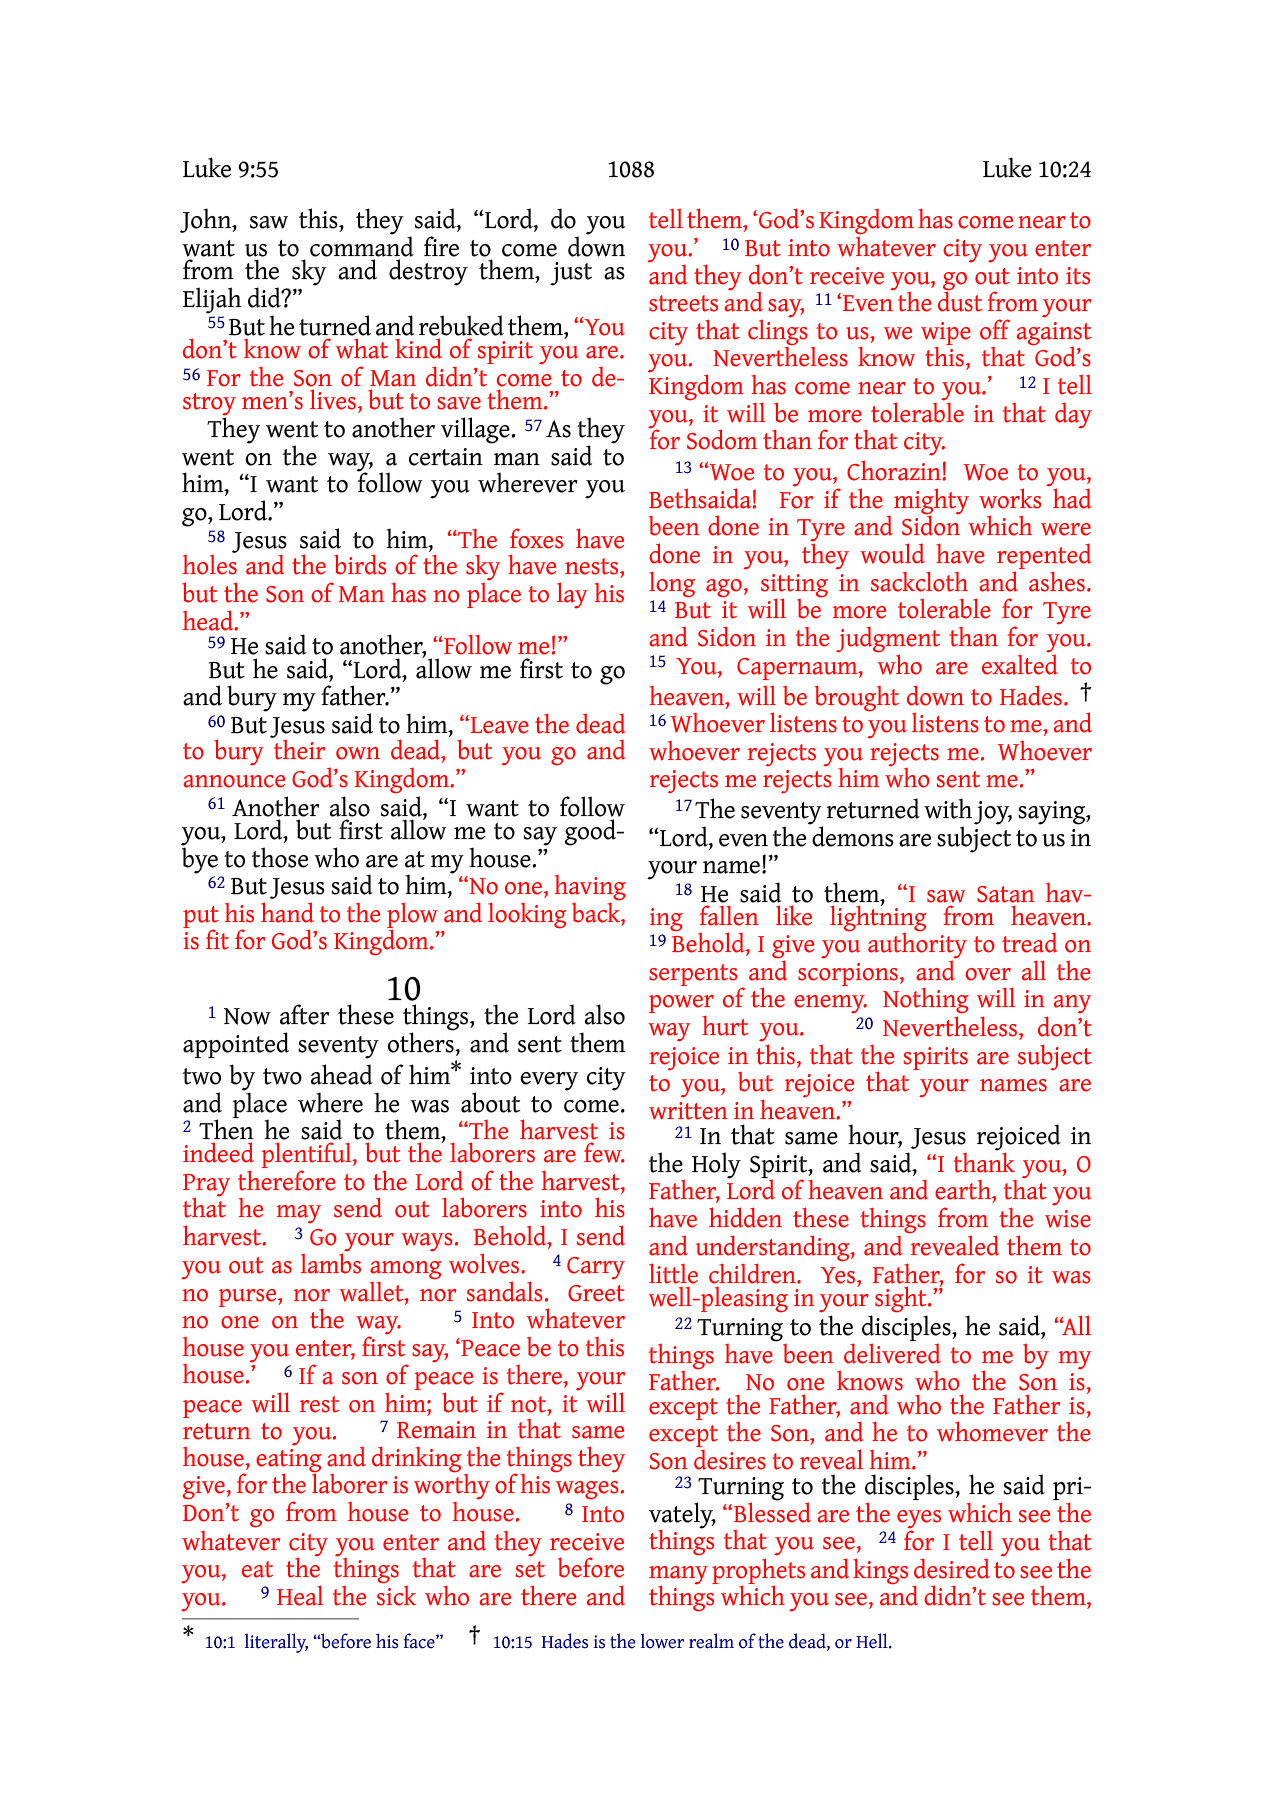 Luke 9:55 1088 Luke 10:24
John, saw this, they said, “Lord, do you
want us to command fire to come down
from the sky and destroy them, just as
Elijah did?”
55 But he turned and rebuked them, “You
don’t know of what kind of spirit you are.
56 For the Son of Man didn’t come to de-
stroy men’s lives, but to save them.”
They went to another village. 57 As they
went on the way, a certain man said to
him, “I want to follow you wherever you
go, Lord.”
58 Jesus said to him, “The foxes have
holes and the birds of the sky have nests,
but the Son of Man has no place to lay his
head.”
59 He said to another, “Follow me!”
But he said, “Lord, allow me first to go
and bury my father.”
60 But Jesus said to him, “Leave the dead
to bury their own dead, but you go and
announce God’s Kingdom.”
61 Another also said, “I want to follow
you, Lord, but first allow me to say good-
bye to those who are at my house.”
62 But Jesus said to him, “No one, having
put his hand to the plow and looking back,
is fit for God’s Kingdom.”
10
1 Now after these things, the Lord also
appointed seventy others, and sent them
two by two ahead of him* into every city
and place where he was about to come.
2 Then he said to them, “The harvest is
indeed plentiful, but the laborers are few.
Pray therefore to the Lord of the harvest,
that he may send out laborers into his
harvest. 3 Go your ways. Behold, I send
you out as lambs among wolves. 4 Carry
no purse, nor wallet, nor sandals. Greet
no one on the way. 5 Into whatever
house you enter, first say, ‘Peace be to this
house.’ 6 If a son of peace is there, your
peace will rest on him; but if not, it will
return to you. 7 Remain in that same
house, eating and drinking the things they
give, for the laborer is worthy of his wages.
Don’t go from house to house. 8 Into
whatever city you enter and they receive
you, eat the things that are set before
you. 9 Heal the sick who are there and
tell them, ‘God’s Kingdom has come near to
you.’ 10 But into whatever city you enter
and they don’t receive you, go out into its
streets and say, 11 ‘Even the dust from your
city that clings to us, we wipe off against
you. Nevertheless know this, that God’s
Kingdom has come near to you.’ 12 I tell
you, it will be more tolerable in that day
for Sodom than for that city.
13 “Woe to you, Chorazin! Woe to you,
Bethsaida! For if the mighty works had
been done in Tyre and Sidon which were
done in you, they would have repented
long ago, sitting in sackcloth and ashes.
14 But it will be more tolerable for Tyre
and Sidon in the judgment than for you.
15 You, Capernaum, who are exalted to
heaven, will be brought down to Hades. †
16 Whoever listens to you listens to me, and
whoever rejects you rejects me. Whoever
rejects me rejects him who sent me.”
17 The seventy returned with joy, saying,
“Lord, even the demons are subject to us in
your name!”
18 He said to them, “I saw Satan hav-
ing fallen like lightning from heaven.
19 Behold, I give you authority to tread on
serpents and scorpions, and over all the
power of the enemy. Nothing will in any
way hurt you. 20 Nevertheless, don’t
rejoice in this, that the spirits are subject
to you, but rejoice that your names are
written in heaven.”
21 In that same hour, Jesus rejoiced in
the Holy Spirit, and said, “I thank you, O
Father, Lord of heaven and earth, that you
have hidden these things from the wise
and understanding, and revealed them to
little children. Yes, Father, for so it was
well-pleasing in your sight.”
22 Turning to the disciples, he said, “All
things have been delivered to me by my
Father. No one knows who the Son is,
except the Father, and who the Father is,
except the Son, and he to whomever the
Son desires to reveal him.”
23 Turning to the disciples, he said pri-
vately, “Blessed are the eyes which see the
things that you see, 24 for I tell you that
many prophets and kings desired to see the
things which you see, and didn’t see them,
* 10:1 literally, “before his face” † 10:15 Hades is the lower realm of the dead, or Hell.